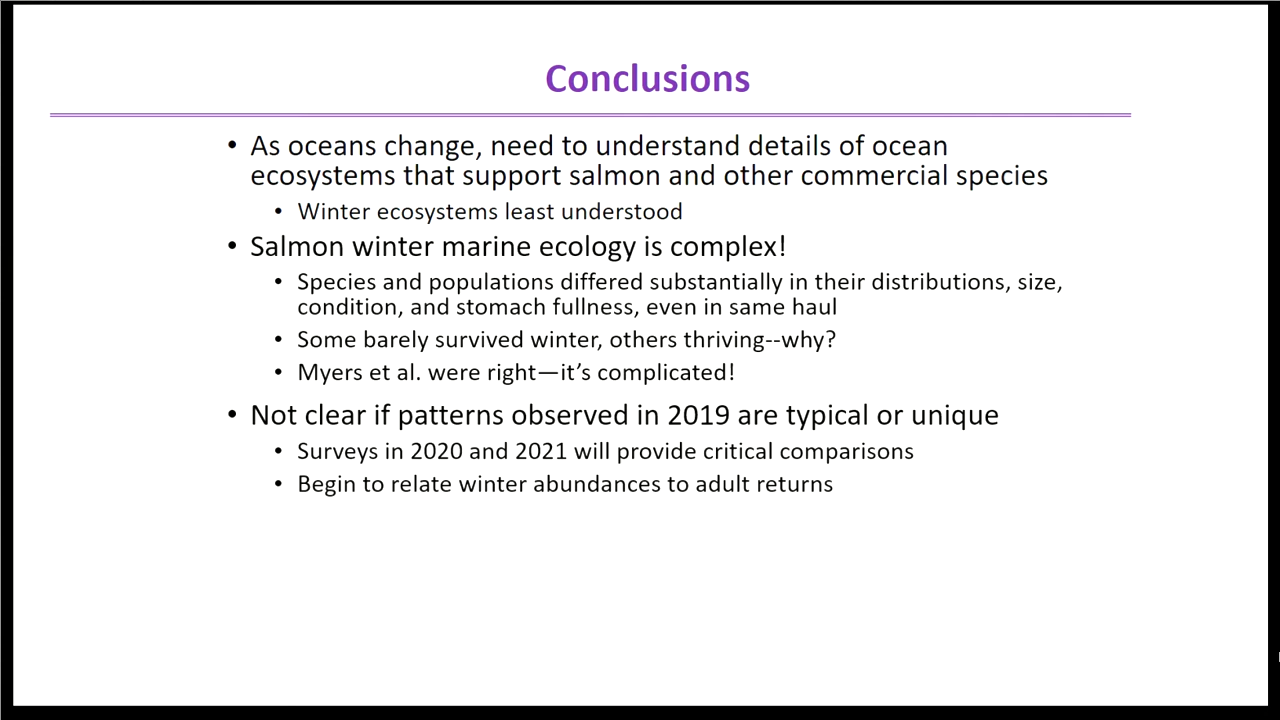 Conclusions
• As oceans change, need to understand details of ocean
ecosystems that support salmon and other commercial species
• Winter ecosystems least understood
• Salmon winter marine ecology is complex!
• Species and populations differed substantially in their distributions, size,
condition, and stomach fullness, even in same haul
• Some barely survived winter, others thriving--why?
• Myers et al. were right—it’s complicated!
• Not clear if patterns observed in 2019 are typical or unique
• Surveys in 2020 and 2021 will provide critical comparisons
• Begin to relate winter abundances to adult returns